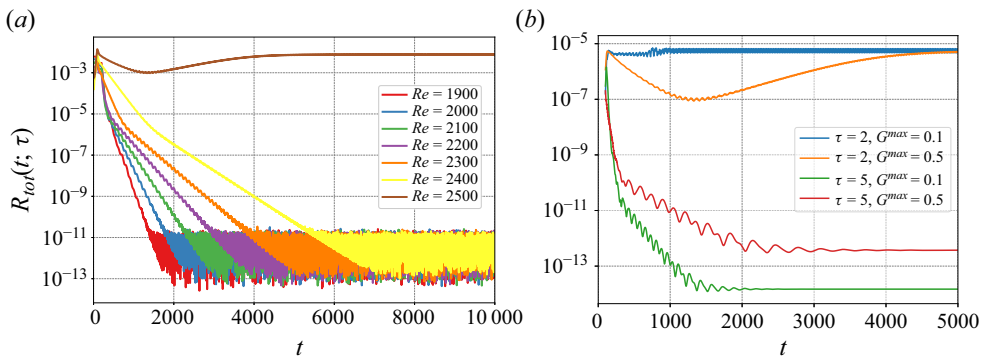 (a)
R_tot(t; τ)
10^−3
10^−5
10^−7
10^−9
10^−11
10^−13
Re = 1900
Re = 2000
Re = 2100
Re = 2200
Re = 2300
Re = 2400
Re = 2500
0 2000 4000 6000 8000 10 000
t
(b)
10^−5
10^−7
10^−9
10^−11
10^−13
τ = 2, G^max = 0.1
τ = 2, G^max = 0.5
τ = 5, G^max = 0.1
τ = 5, G^max = 0.5
0 1000 2000 3000 4000 5000
t